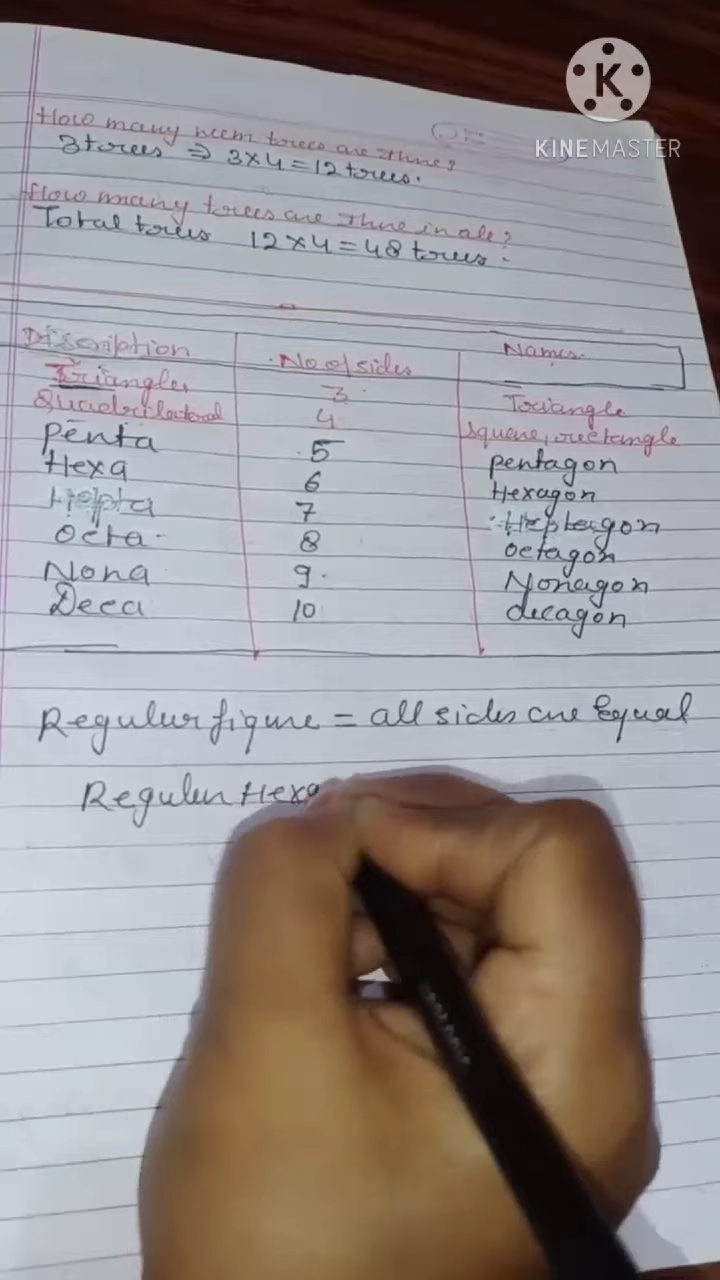 K
KINEMASTER
How many neem trees are there?
3 trees ⇒ 3×4=12 trees.
How many trees are there in all?
Total trees 12×4=48 trees.
Discription No of sides Names.
Triangles 3 Triangle
Quadrilateral 4 square, rectangle
Penta 5 pentagon
Hexa 6 Hexagon
Hepta 7 Heptagon
Octa 8 octagon
Nona 9 Nonagon
Deca 10 decagon
Regular figure = all sides are Equal
Regular Hexa